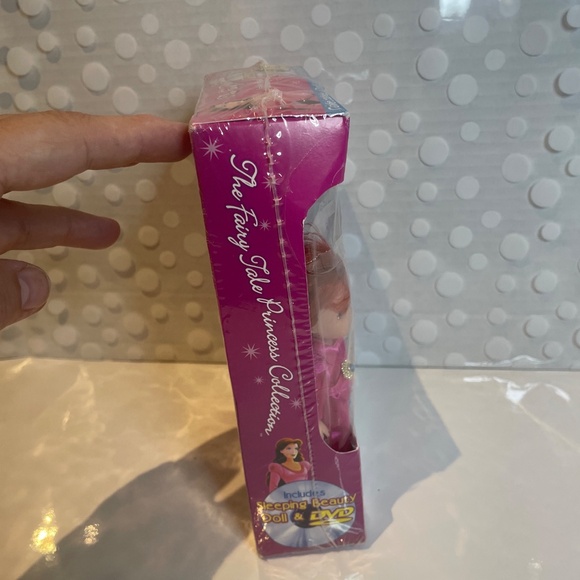 The Fairy Tale Princess Collection
Includes
Sleeping Beauty
Doll & DVD